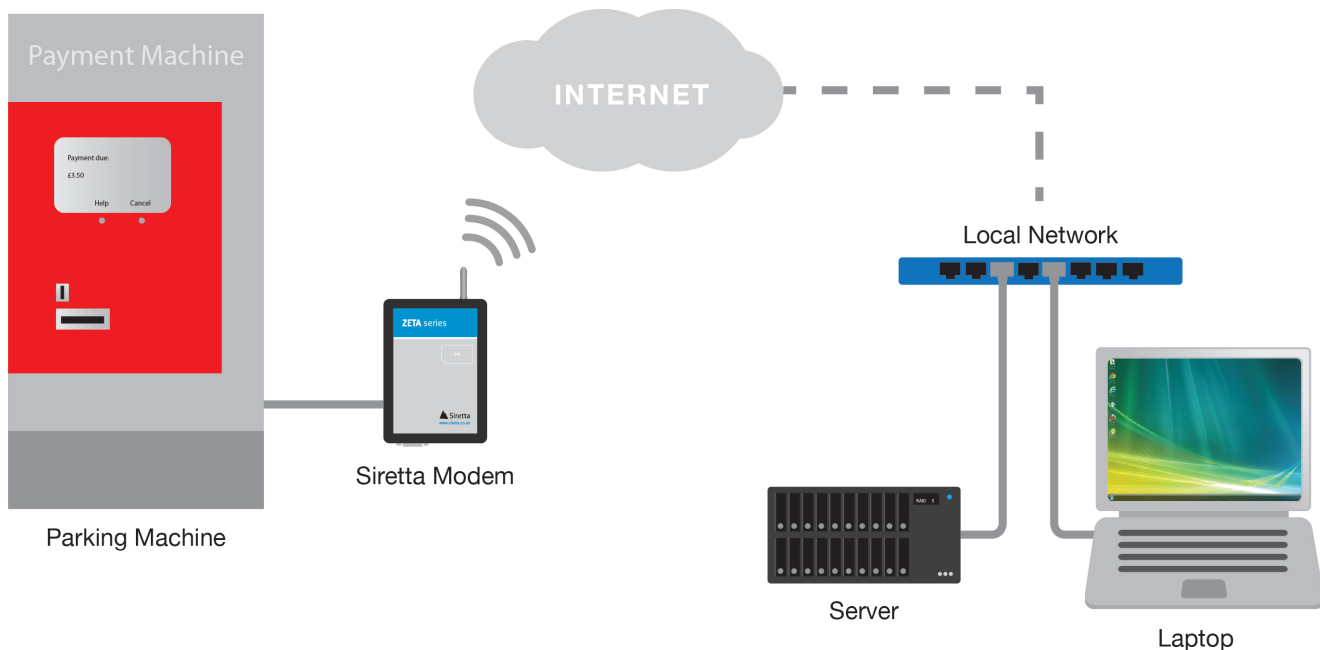 Payment Machine
Payment due:
£3.50
Help Cancel
Parking Machine
ZETA series
Siretta
www.siretta.co.uk
Siretta Modem
INTERNET
Local Network
RAID 5
Server
Laptop